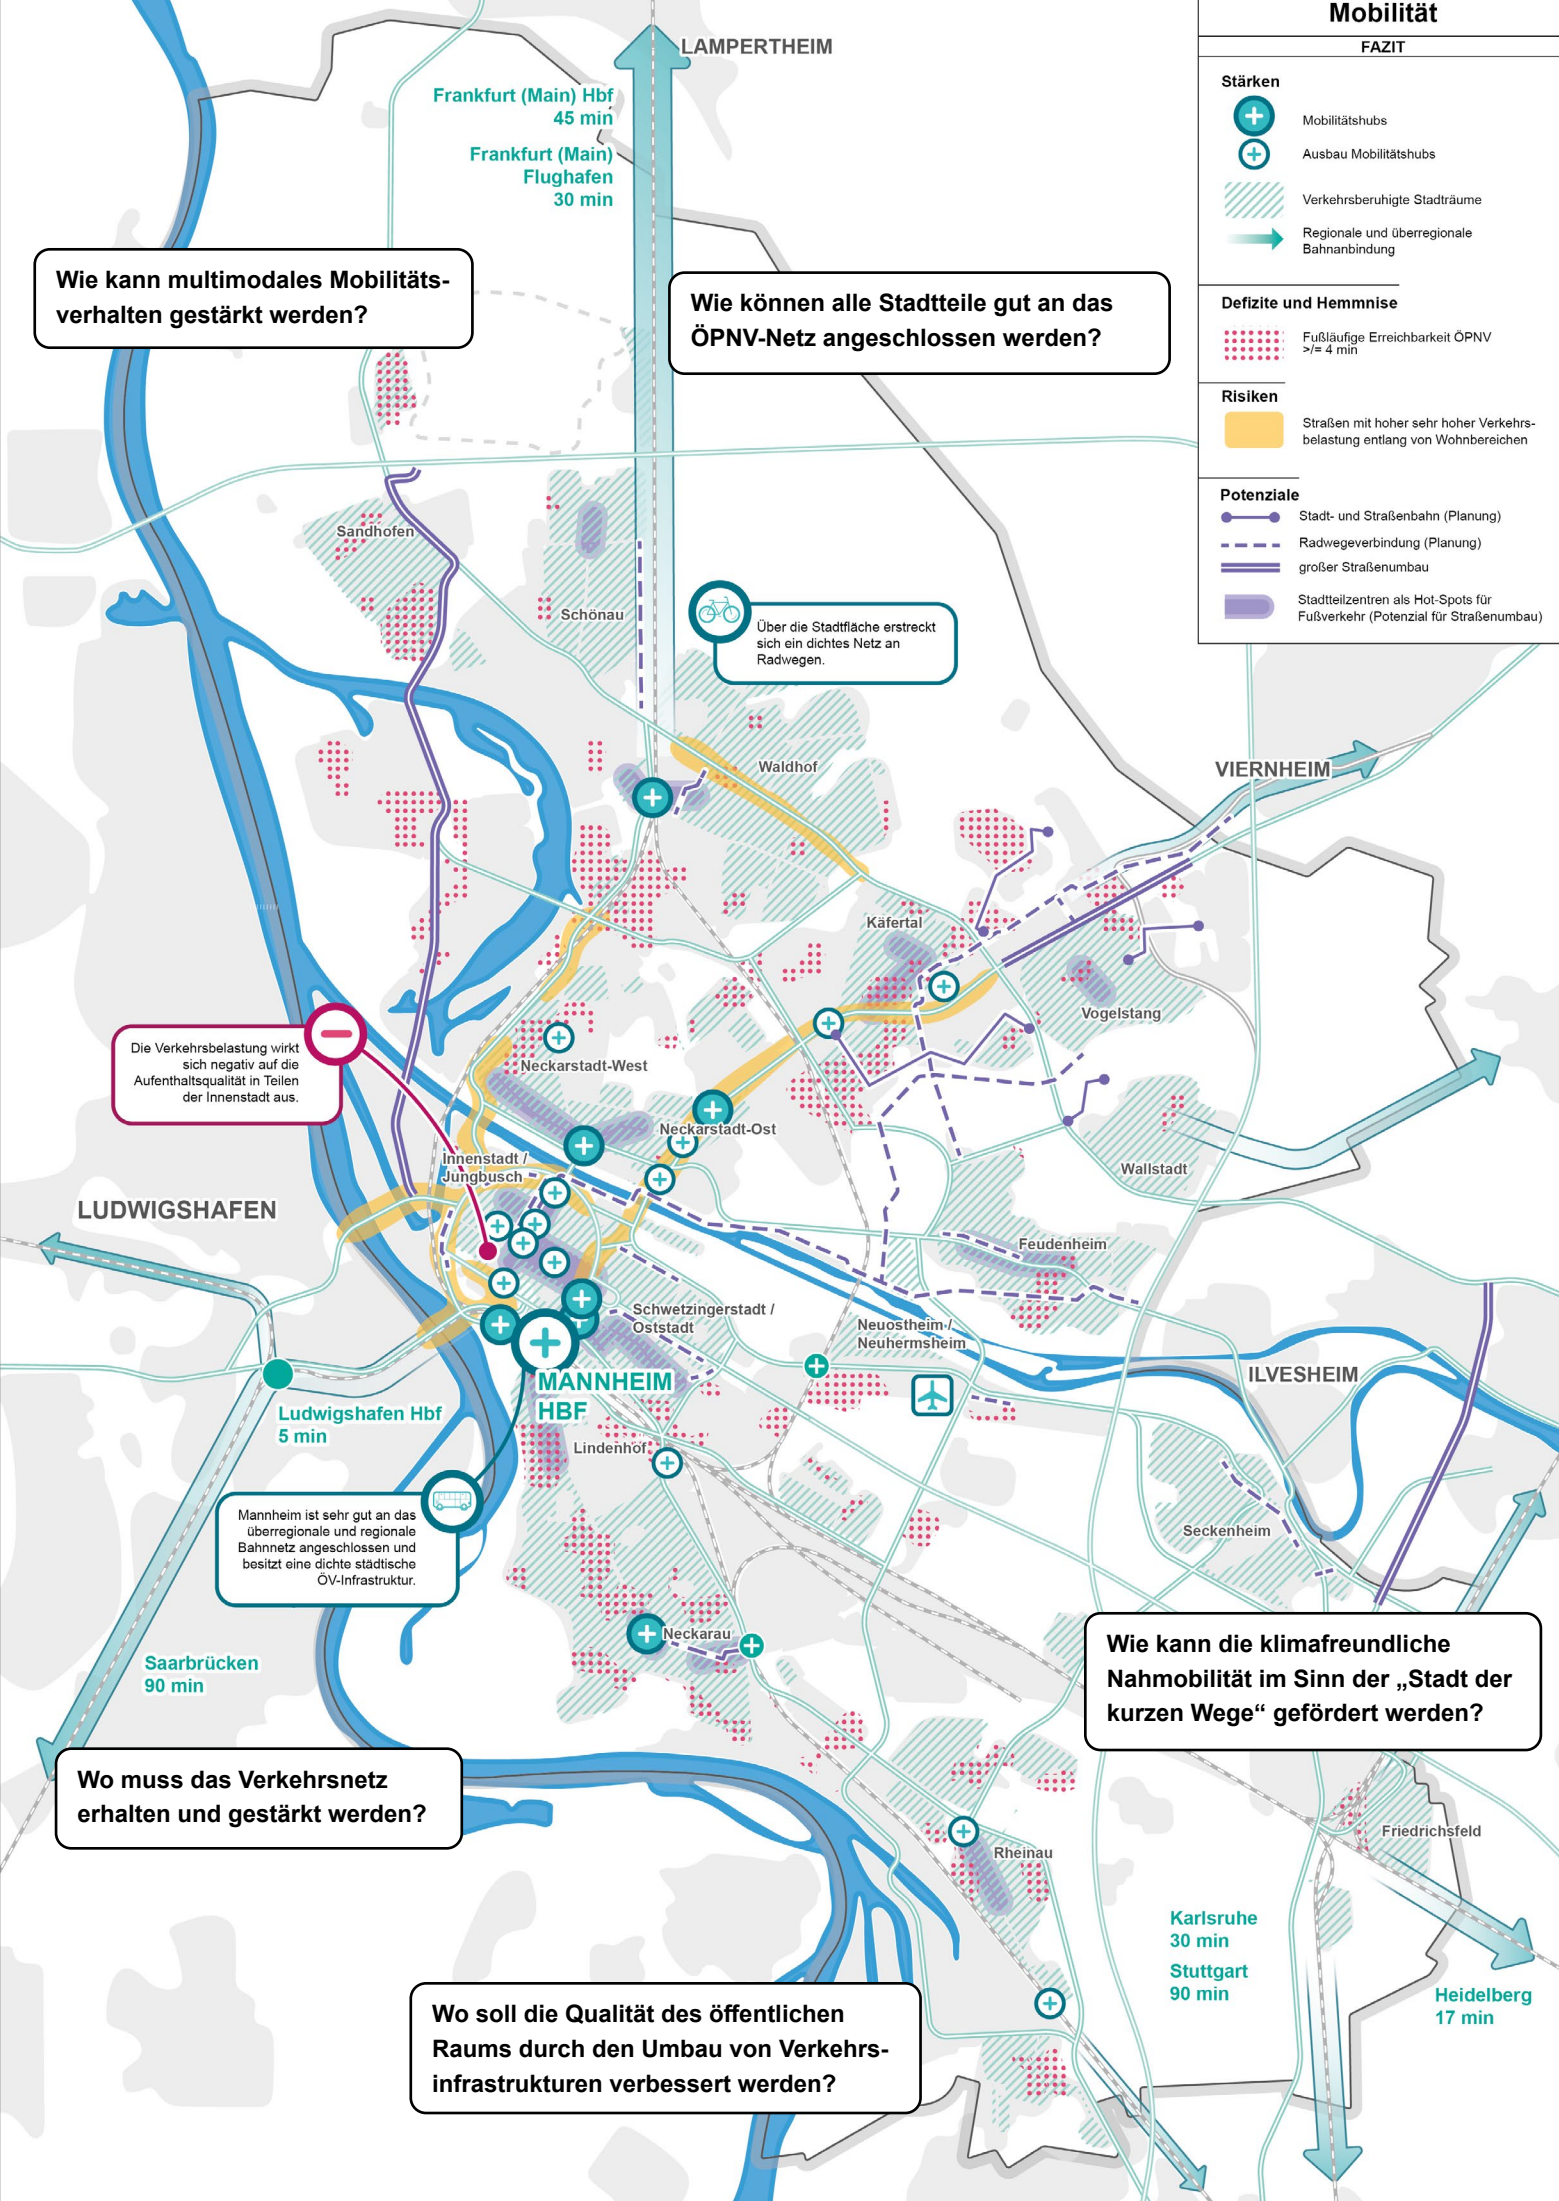 Mobilität
FAZIT
Stärken
Mobilitätshubs
Ausbau Mobilitätshubs
Verkehrsberuhigte Stadträume
Regionale und überregionale
Bahnanbindung
Defizite und Hemmnise
Fußläufige Erreichbarkeit ÖPNV
>/= 4 min
Risiken
Straßen mit hoher sehr hoher Verkehrs-
belastung entlang von Wohnbereichen
Potenziale
Stadt- und Straßenbahn (Planung)
Radwegeverbindung (Planung)
großer Straßenumbau
Stadtteilzentren als Hot-Spots für
Fußverkehr (Potenzial für Straßenumbau)
LAMPERTHEIM
Frankfurt (Main) Hbf
45 min
Frankfurt (Main)
Flughafen
30 min
Wie kann multimodales Mobilitäts-
verhalten gestärkt werden?
Wie können alle Stadtteile gut an das
ÖPNV-Netz angeschlossen werden?
Sandhofen
Schönau
Über die Stadtfläche erstreckt
sich ein dichtes Netz an
Radwegen.
Waldhof
VIERNHEIM
Käfertal
Vogelstang
Die Verkehrsbelastung wirkt
sich negativ auf die
Aufenthaltsqualität in Teilen
der Innenstadt aus.
Neckarstadt-West
Neckarstadt-Ost
Innenstadt /
Jungbusch
Wallstadt
LUDWIGSHAFEN
Feudenheim
Schwetzingerstadt /
Oststadt
Neuostheim /
Neuhermsheim
MANNHEIM
HBF
ILVESHEIM
Ludwigshafen Hbf
5 min
Lindenhof
Mannheim ist sehr gut an das
überregionale und regionale
Bahnnetz angeschlossen und
besitzt eine dichte städtische
ÖV-Infrastruktur.
Seckenheim
Neckarau
Saarbrücken
90 min
Wie kann die klimafreundliche
Nahmobilität im Sinn der „Stadt der
kurzen Wege“ gefördert werden?
Wo muss das Verkehrsnetz
erhalten und gestärkt werden?
Friedrichsfeld
Rheinau
Karlsruhe
30 min
Stuttgart
90 min
Heidelberg
17 min
Wo soll die Qualität des öffentlichen
Raums durch den Umbau von Verkehrs-
infrastrukturen verbessert werden?